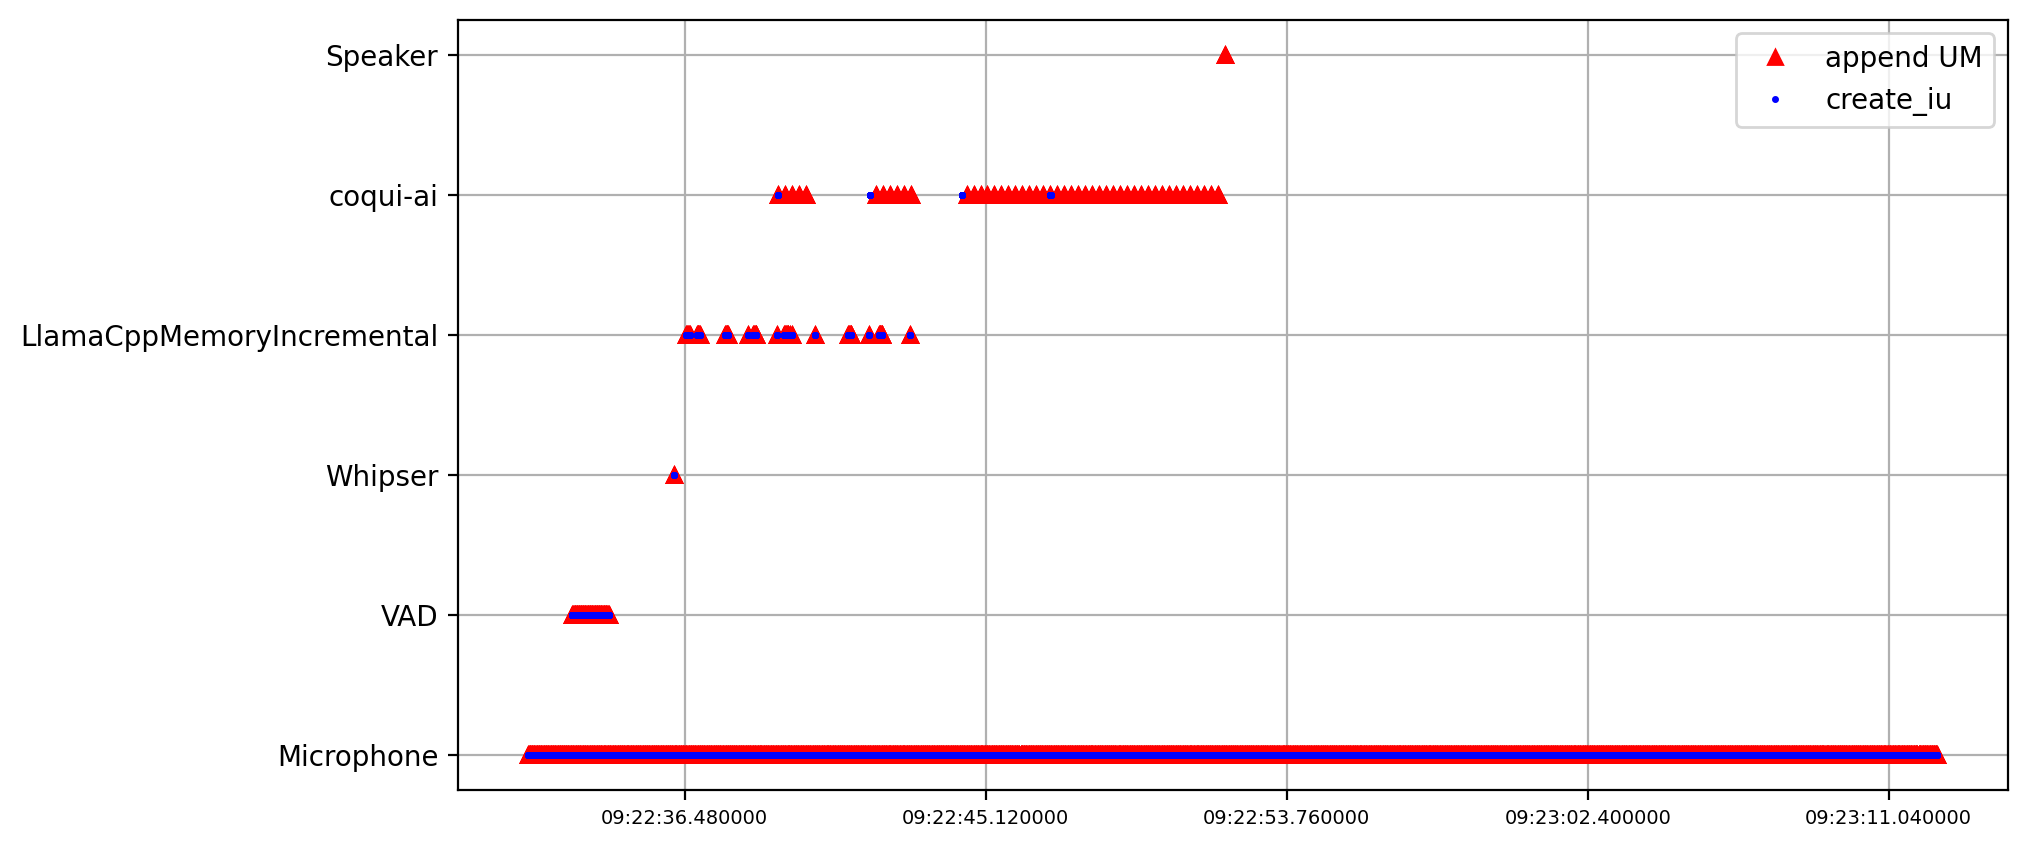 Speaker
coqui-ai
LlamaCppMemoryIncremental
Whipser
VAD
Microphone
append UM
create_iu
09:22:36.480000
09:22:45.120000
09:22:53.760000
09:23:02.400000
09:23:11.040000